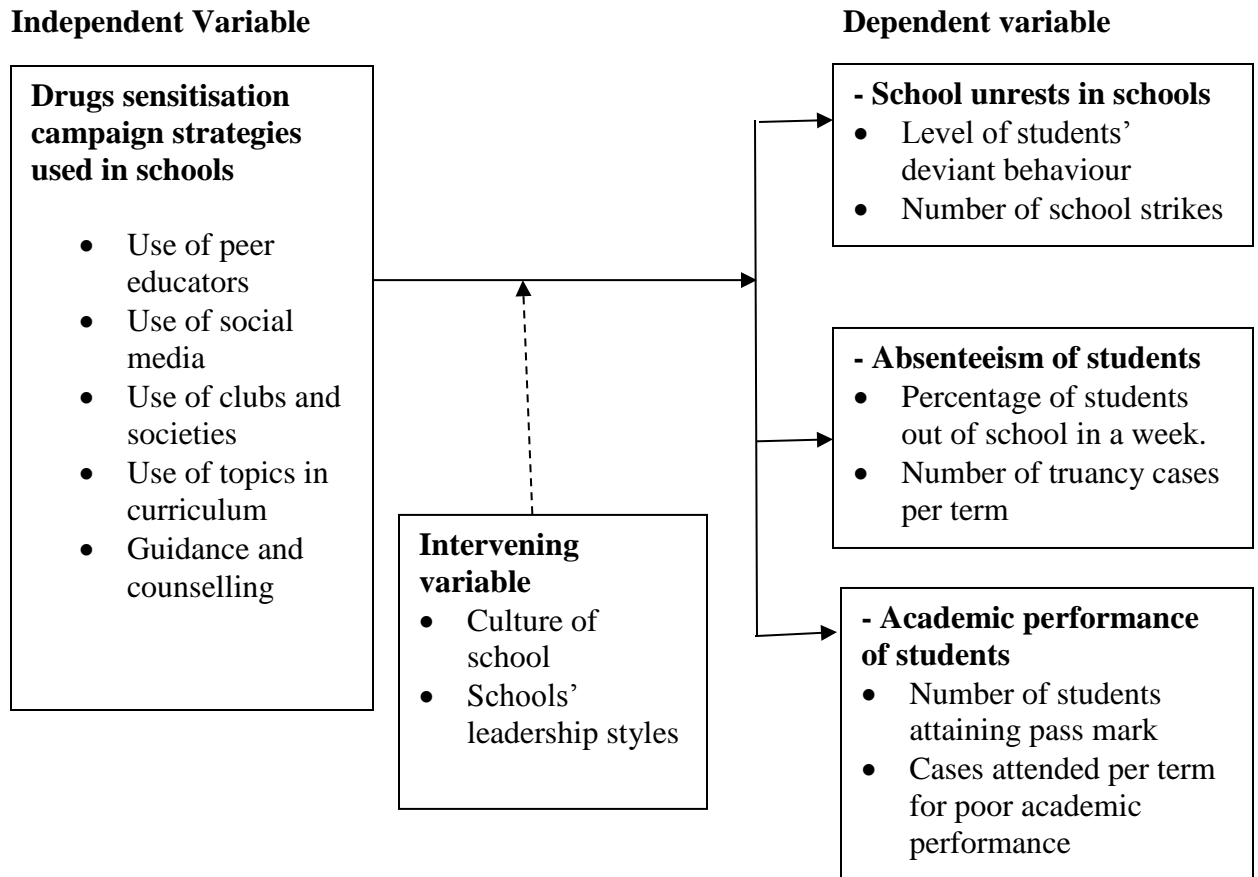 Independent Variable
Dependent variable
Drugs sensitisation
campaign strategies
used in schools
• Use of peer
educators
• Use of social
media
• Use of clubs and
societies
• Use of topics in
curriculum
• Guidance and
counselling
Intervening
variable
• Culture of
school
• Schools’
leadership styles
- School unrests in schools
• Level of students’
deviant behaviour
• Number of school strikes
- Absenteeism of students
• Percentage of students
out of school in a week.
• Number of truancy cases
per term
- Academic performance
of students
• Number of students
attaining pass mark
• Cases attended per term
for poor academic
performance